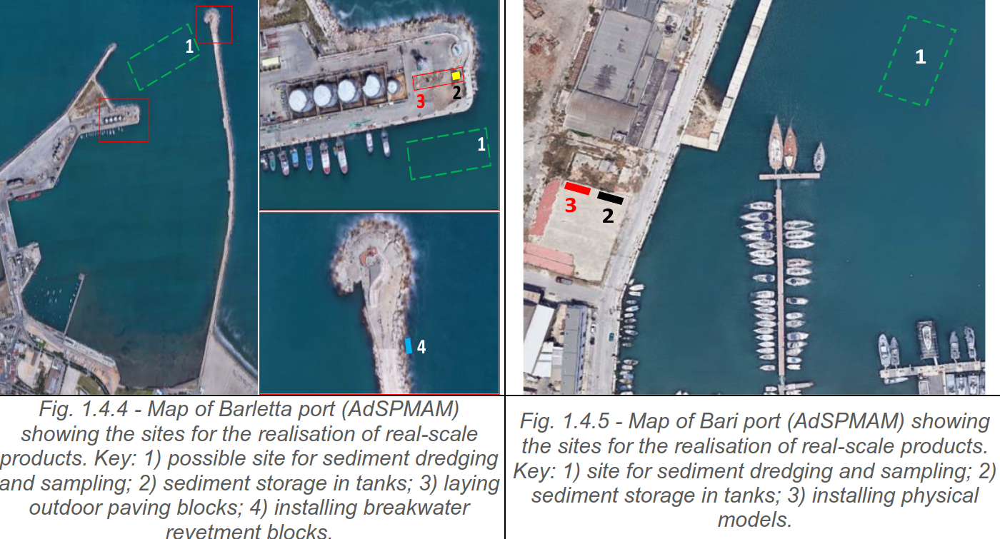 1
1
2
3
4
1
2
3
Fig. 1.4.4 - Map of Barletta port (AdSPMAM)
showing the sites for the realisation of real-scale
products. Key: 1) possible site for sediment dredging
and sampling; 2) sediment storage in tanks; 3) laying
outdoor paving blocks; 4) installing breakwater
revetment blocks.
Fig. 1.4.5 - Map of Bari port (AdSPMAM) showing
the sites for the realisation of real-scale products.
Key: 1) site for sediment dredging and sampling; 2)
sediment storage in tanks; 3) installing physical
models.